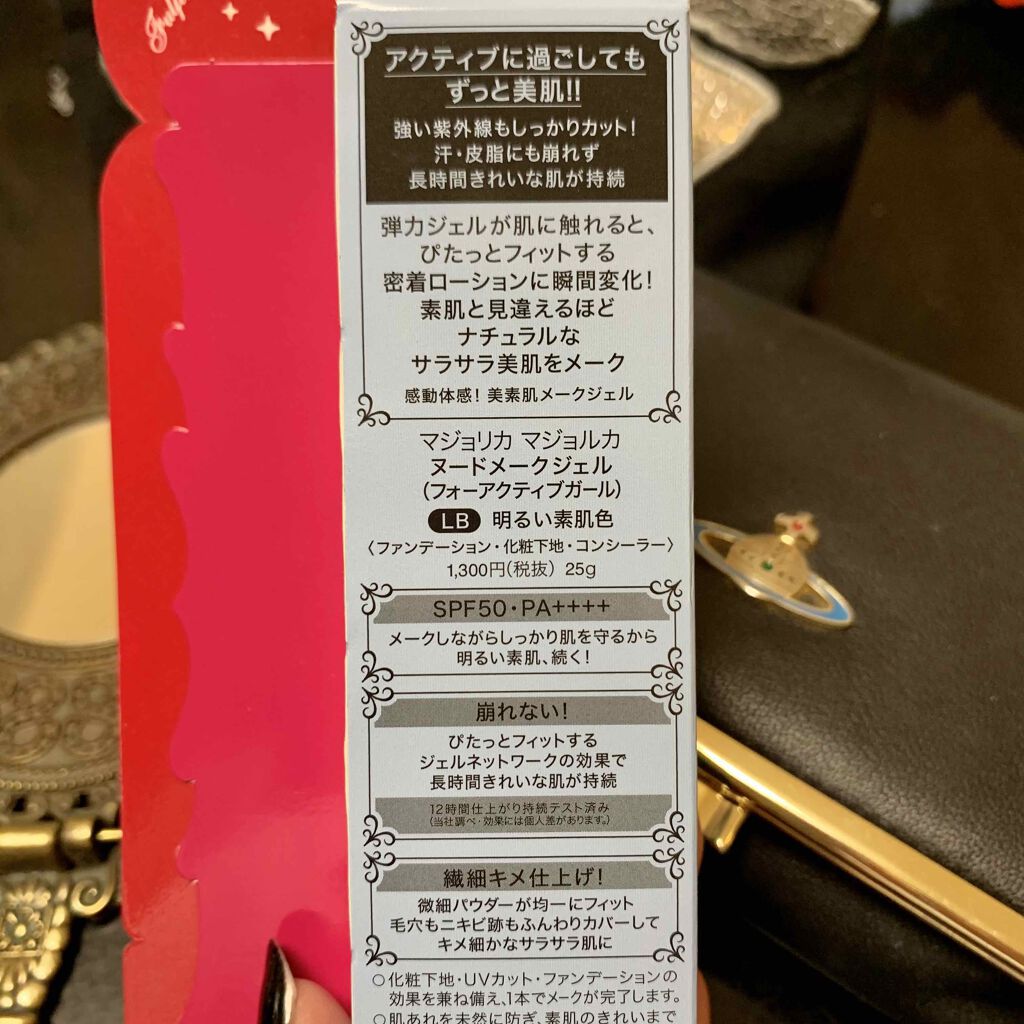 アクティブに過ごしても
ずっと美肌!!
強い紫外線もしっかりカット!
汗・皮脂にも崩れず
長時間きれいな肌が持続
弾力ジェルが肌に触れると、
ぴたっとフィットする
密着ローションに瞬間変化!
素肌と見違えるほど
ナチュラルな
サラサラ美肌をメーク
感動体感! 美素肌メークジェル
マジョリカ マジョルカ
ヌードメークジェル
(フォーアクティブガール)
LB 明るい素肌色
〈ファンデーション・化粧下地・コンシーラー〉
1,300円(税抜) 25g
SPF50・PA++++
メークしながらしっかり肌を守るから
明るい素肌、続く!
崩れない!
ぴたっとフィットする
ジェルネットワークの効果で
長時間きれいな肌が持続
12時間仕上がり持続テスト済み
(当社調べ・効果には個人差があります。)
繊細キメ仕上げ!
微細パウダーが均一にフィット
毛穴もニキビ跡もふんわりカバーして
キメ細かなサラサラ肌に
○化粧下地・UVカット・ファンデーションの
効果を兼ね備え、1本でメークが完了します。
○肌あれを未然に防ぎ、素肌のきれいまで